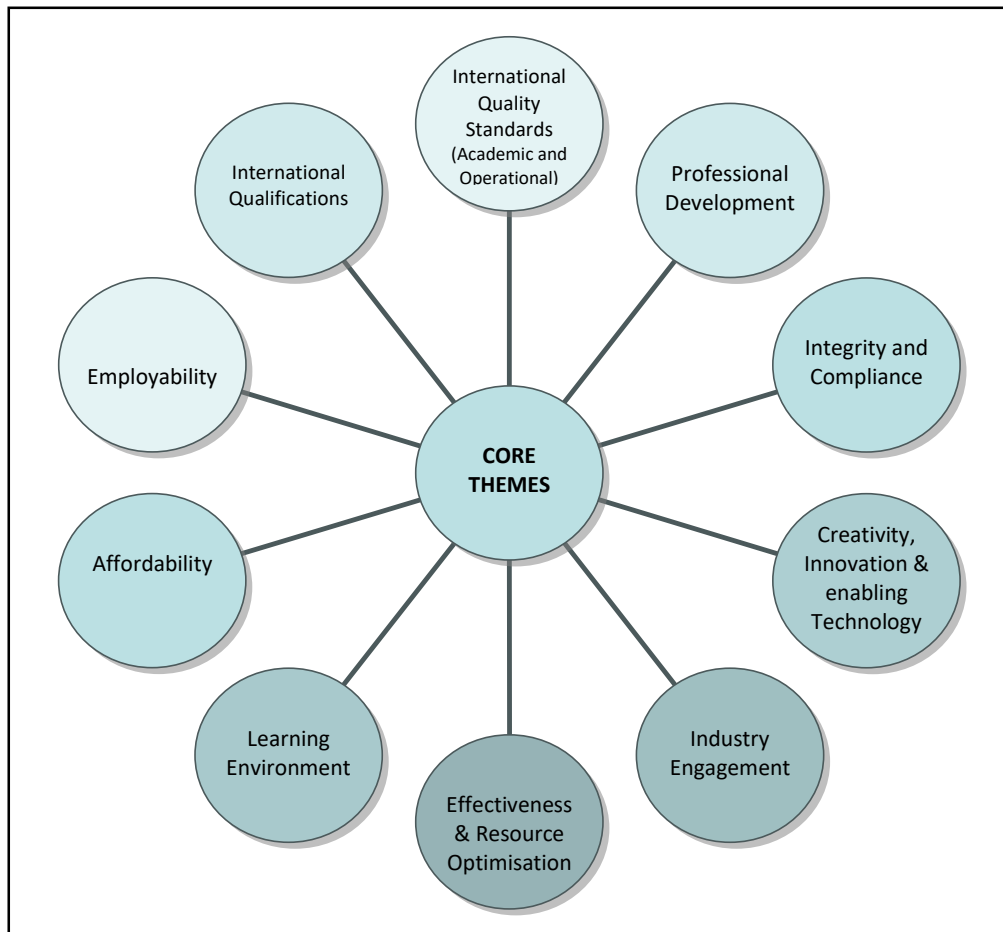 International
Quality
Standards
(Academic and
Operational)
Professional
Development
Integrity and
Compliance
Creativity,
Innovation &
enabling
Technology
Industry
Engagement
Effectiveness
& Resource
Optimisation
Learning
Environment
Affordability
Employability
International
Qualifications
CORE
THEMES